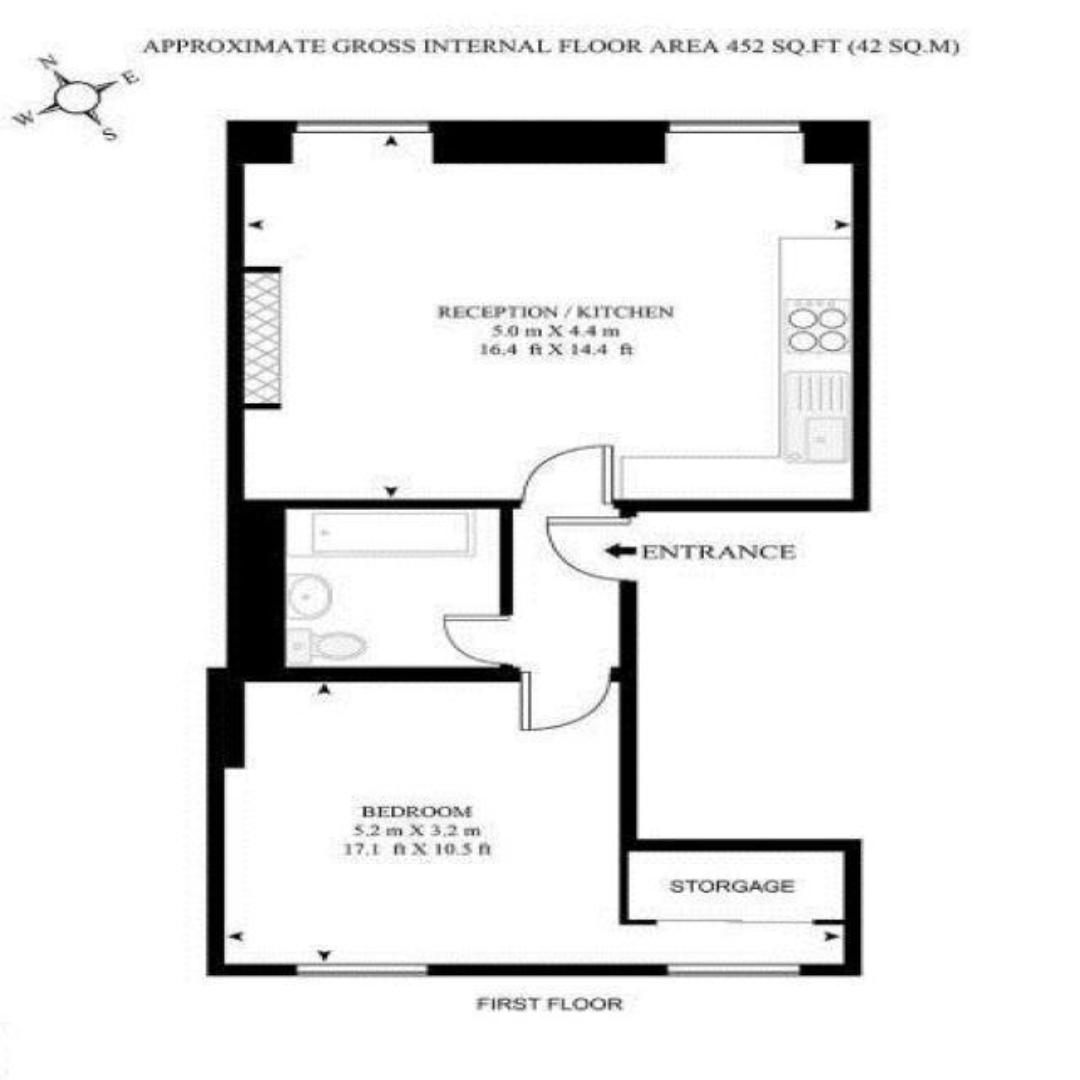 APPROXIMATE GROSS INTERNAL FLOOR AREA 452 SQ.FT (42 SQ.M)
N
E
W
S
RECEPTION / KITCHEN
5.0 m X 4.4 m
16.4 ft X 14.4 ft
ENTRANCE
BEDROOM
5.2 m X 3.2 m
17.1 ft X 10.5 ft
STORGAGE
FIRST FLOOR